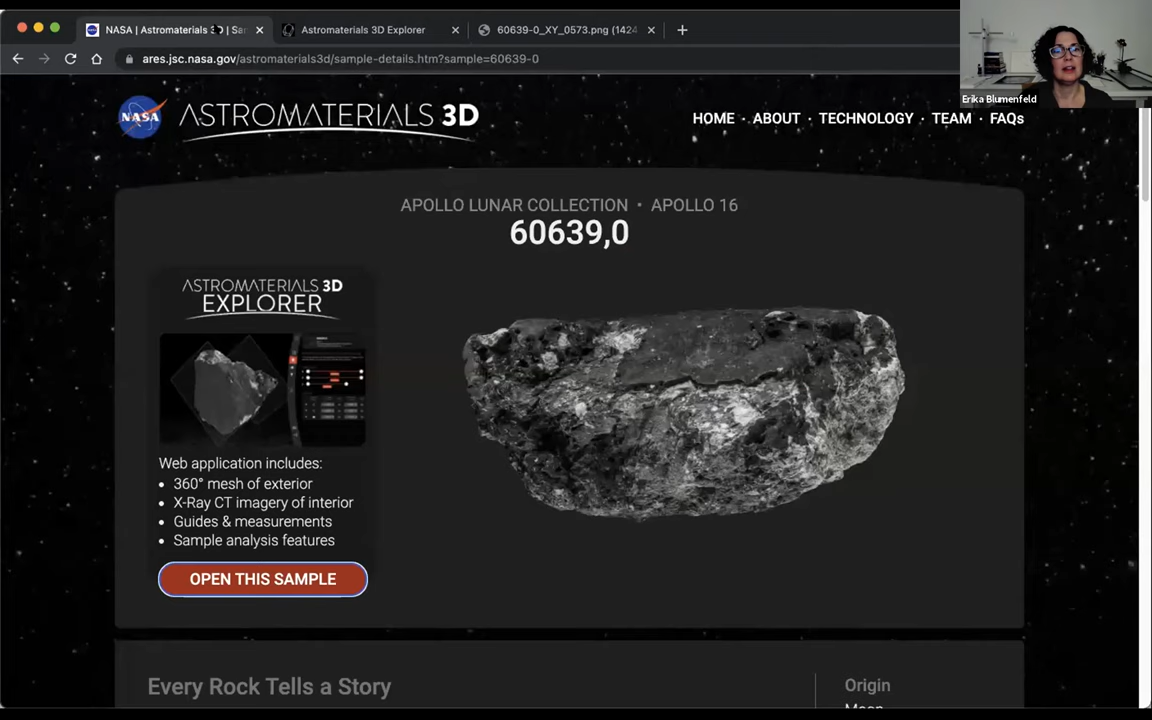 NASA | Astromaterials 3D | Sam
Astromaterials 3D Explorer
60639-0_XY_0573.png (1424
ares.jsc.nasa.gov/astromaterials3d/sample-details.htm?sample=60639-0
Erika Blumenfeld
NASA
ASTROMATERIALS 3D
HOME · ABOUT · TECHNOLOGY · TEAM · FAQs
APOLLO LUNAR COLLECTION • APOLLO 16
60639,0
ASTROMATERIALS 3D
EXPLORER
Web application includes:
• 360° mesh of exterior
• X-Ray CT imagery of interior
• Guides & measurements
• Sample analysis features
OPEN THIS SAMPLE
Every Rock Tells a Story
Origin
Moon